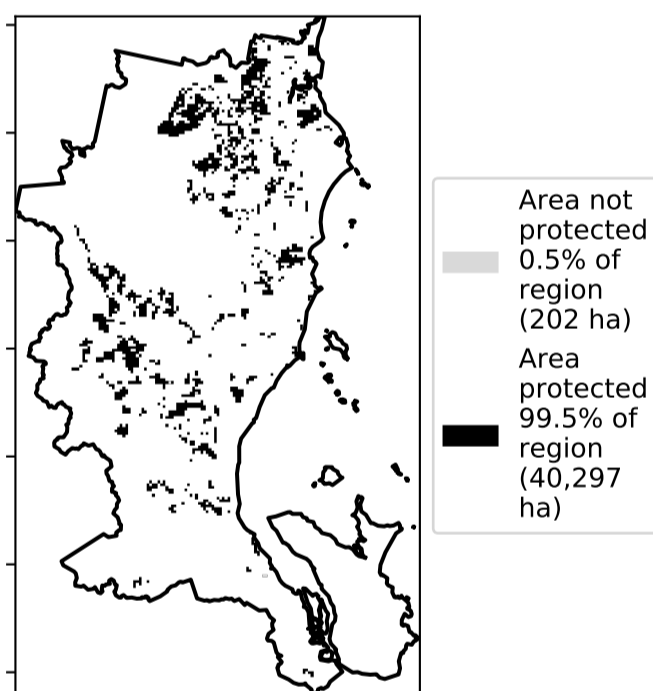 Area not
protected
0.5% of
region
(202 ha)
Area
protected
99.5% of
region
(40,297
ha)